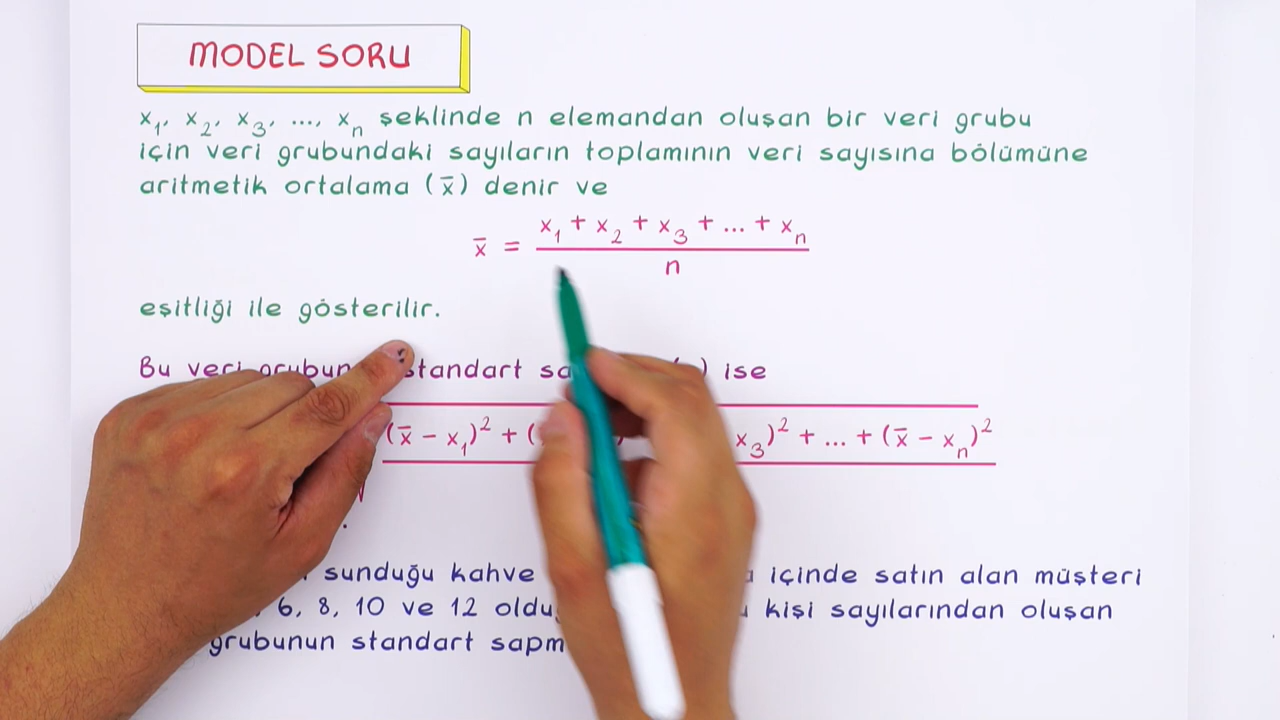 MODEL SORU
x₁, x₂, x₃, ..., xₙ şeklinde n elemandan oluşan bir veri grubu
için veri grubundaki sayıların toplamının veri sayısına bölümüne
aritmetik ortalama (x̄) denir ve
x̄ = x₁ + x₂ + x₃ + ... + xₙ
n
eşitliği ile gösterilir.
Bu veri standart ise
(x̄ - x₁)² + ( x₃)² + ... + (x̄ - xₙ)²
sunduğu kahve içinde satın alan müşteri
6, 8, 10 ve 12 kişi sayılarından oluşan
grubunun standart